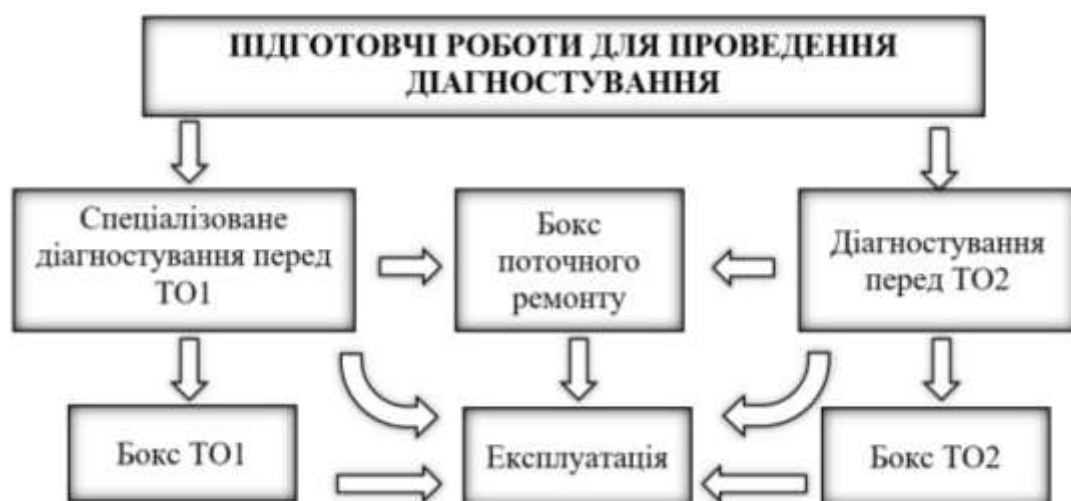 ПІДГОТОВЧІ РОБОТИ ДЛЯ ПРОВЕДЕННЯ
ДІАГНОСТУВАННЯ
Спеціалізоване
діагностування перед
ТО1
Бокс
поточного
ремонту
Діагностування
перед ТО2
Бокс ТО1
Експлуатація
Бокс ТО2